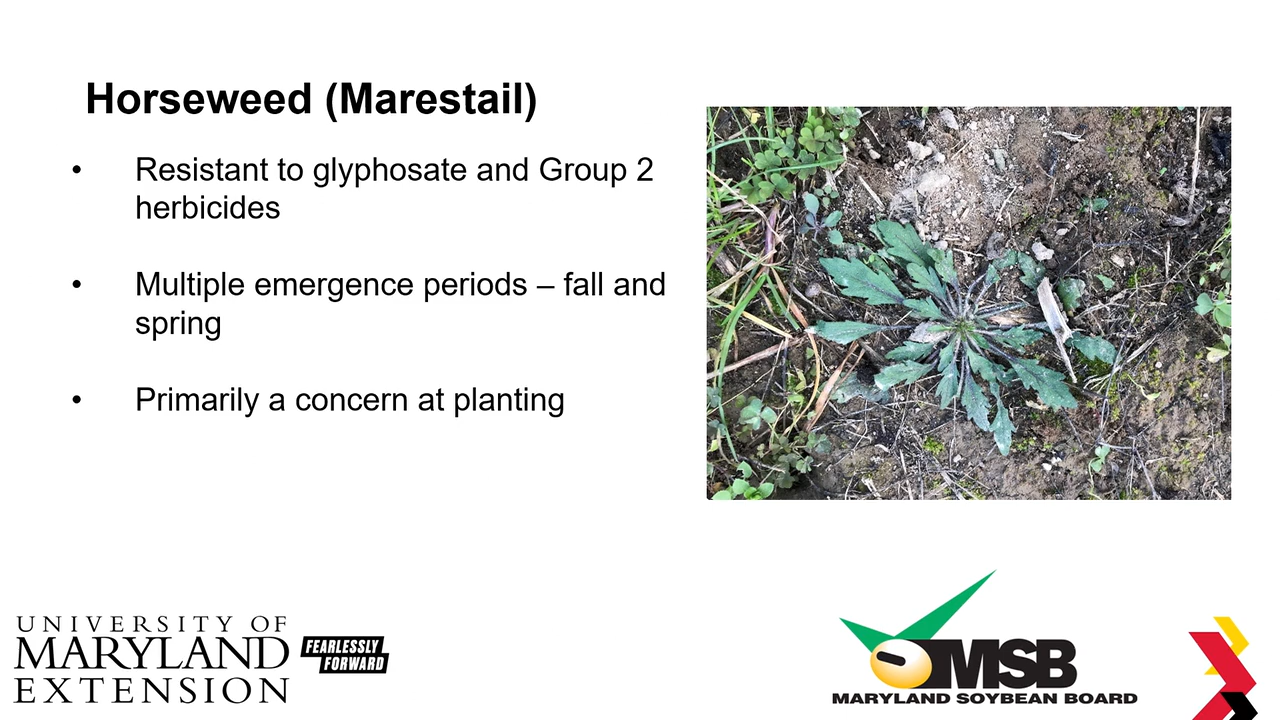 Horseweed (Marestail)
• Resistant to glyphosate and Group 2
herbicides
• Multiple emergence periods – fall and
spring
• Primarily a concern at planting
UNIVERSITY OF
MARYLAND
EXTENSION
FEARLESSLY
FORWARD
MSB
MARYLAND SOYBEAN BOARD